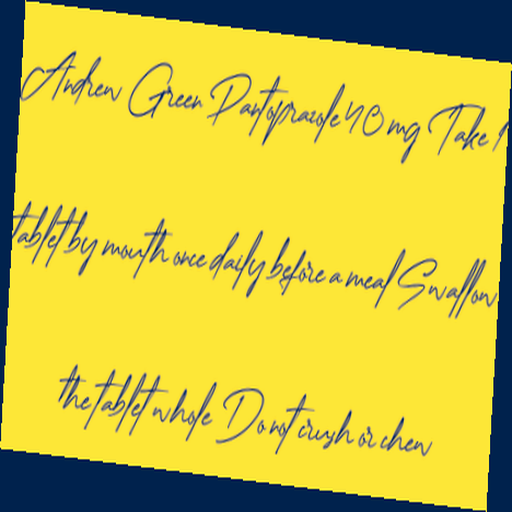 Andrew Green Pantoprazole 40 mg Take 1
tablet by mouth once daily before a meal Swallow
the tablet whole Do not crush or chew